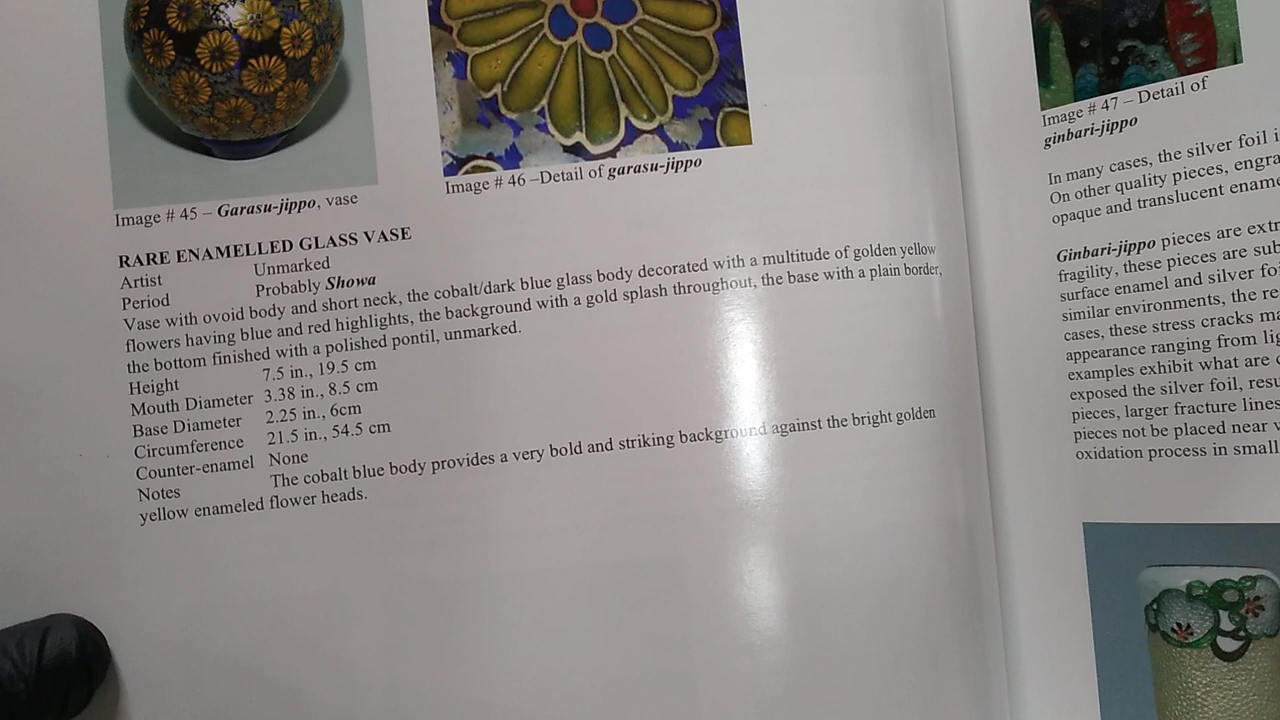 Image # 45 – Garasu-jippo, vase
Image # 46 –Detail of garasu-jippo
RARE ENAMELLED GLASS VASE
Artist Unmarked
Period Probably Showa
Vase with ovoid body and short neck, the cobalt/dark blue glass body decorated with a multitude of golden yellow
flowers having blue and red highlights, the background with a gold splash throughout, the base with a plain border,
the bottom finished with a polished pontil, unmarked.
Height 7.5 in., 19.5 cm
Mouth Diameter 3.38 in., 8.5 cm
Base Diameter 2.25 in., 6cm
Circumference 21.5 in., 54.5 cm
Counter-enamel None
Notes The cobalt blue body provides a very bold and striking background against the bright golden
yellow enameled flower heads.
Image # 47 – Detail of
ginbari-jippo
In many cases, the silver foil
On other quality pieces,
opaque and translucent
Ginbari-jippo pieces are
fragility, these pieces are
surface enamel and silver
similar environments, the
cases, these stress cracks
appearance ranging from
examples exhibit what are
exposed the silver foil,
pieces, larger fracture lines
pieces not be placed near
oxidation process in small